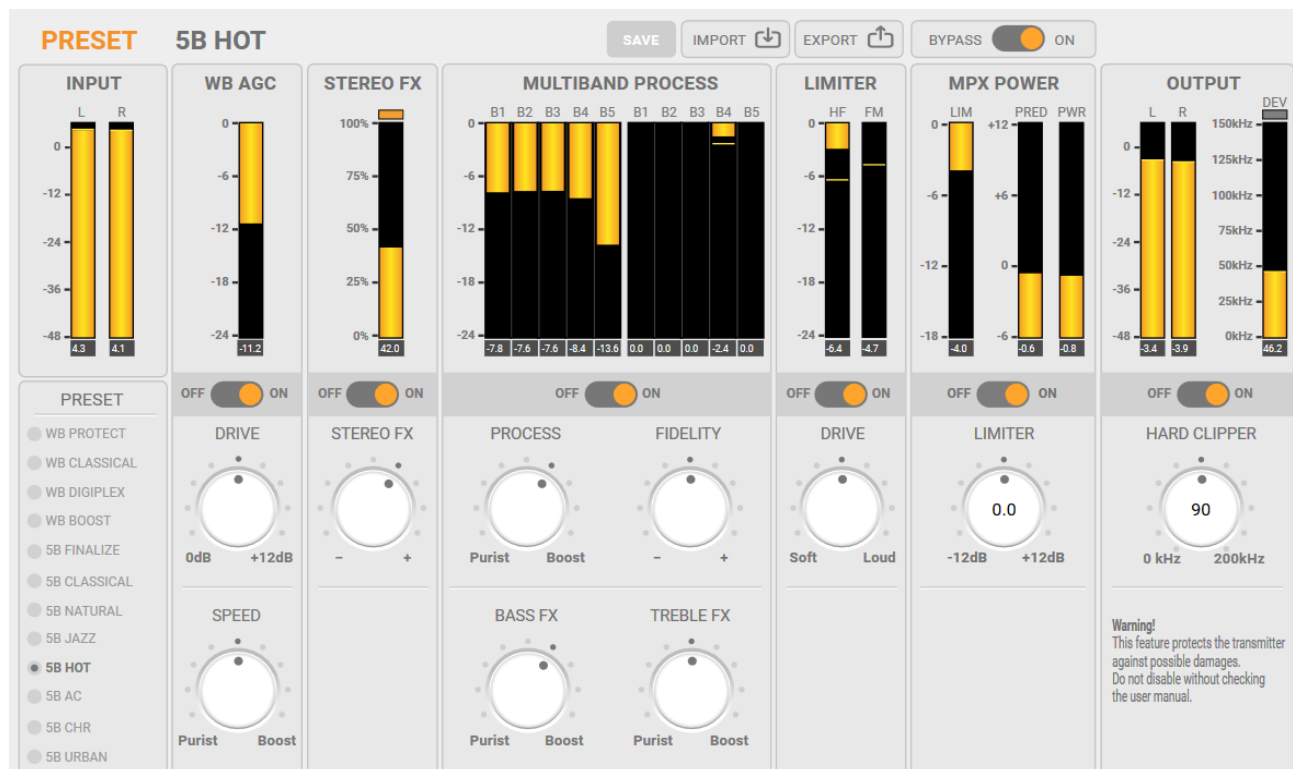 PRESET 5B HOT SAVE IMPORT EXPORT BYPASS ON
INPUT WB AGC STEREO FX MULTIBAND PROCESS LIMITER MPX POWER OUTPUT
L R B1 B2 B3 B4 B5 B1 B2 B3 B4 B5 HF FM LIM PRED PWR L R DEV
0 -12 -24 -36 -48
4.3 4.1
0 -6 -12 -18 -24
-11.2
100% 75% 50% 25% 0%
42.0
0 -6 -12 -18 -24
-7.8 -7.6 -7.6 -8.4 -13.6 0.0 0.0 0.0 -2.4 0.0
0 -6 -12 -18 -24
-6.4 -4.7
0 -6 -12 -18
+12 +6 0 -6
-4.0 -0.6 -0.8
0 -12 -24 -36 -48
150kHz 125kHz 100kHz 75kHz 50kHz 25kHz 0kHz
-3.4 -3.9 46.2
OFF ON OFF ON OFF ON OFF ON OFF ON OFF ON
PRESET
WB PROTECT
WB CLASSICAL
WB DIGIPLEX
WB BOOST
5B FINALIZE
5B CLASSICAL
5B NATURAL
5B JAZZ
5B HOT
5B AC
5B CHR
5B URBAN
DRIVE
0dB +12dB
SPEED
Purist Boost
STEREO FX
– +
PROCESS
Purist Boost
FIDELITY
– +
BASS FX
Purist Boost
TREBLE FX
Purist Boost
DRIVE
Soft Loud
LIMITER
0.0
-12dB +12dB
HARD CLIPPER
90
0 kHz 200kHz
Warning!
This feature protects the transmitter
against possible damages.
Do not disable without checking
the user manual.